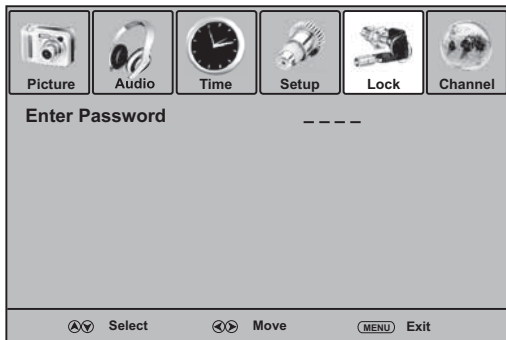 Picture Audio Time Setup Lock Channel
Enter Password _ _ _ _
Select Move MENU Exit